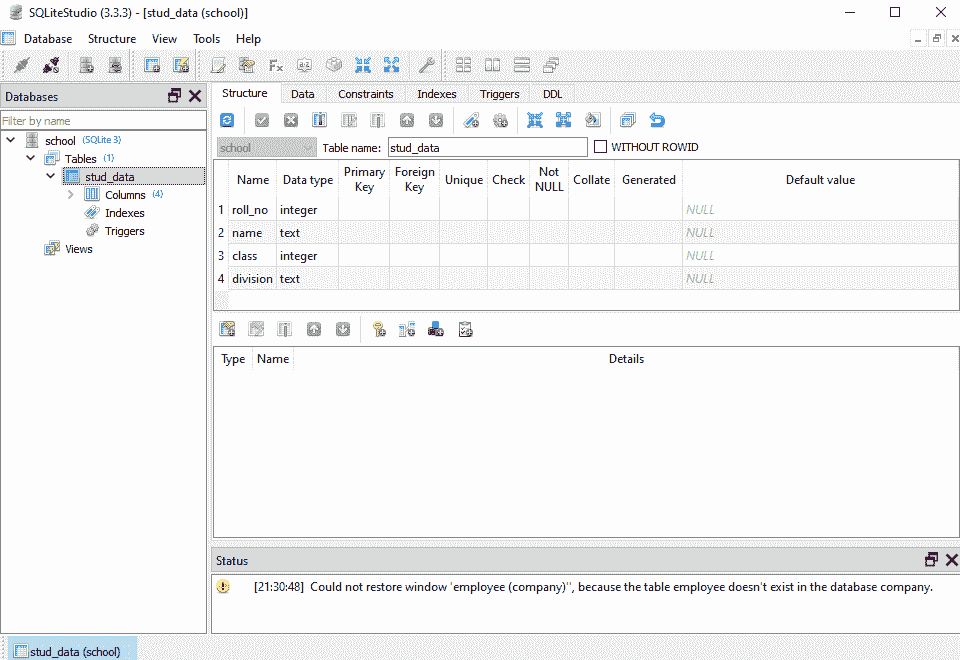 SQLiteStudio (3.3.3) - [stud_data (school)]
Database Structure View Tools Help
Databases
Filter by name
school (SQLite 3)
Tables (1)
stud_data
Columns (4)
Indexes
Triggers
Views
Structure Data Constraints Indexes Triggers DDL
school Table name: stud_data WITHOUT ROWID
Name Data type Primary Key Foreign Key Unique Check Not NULL Collate Generated Default value
1 roll_no integer NULL
2 name text NULL
3 class integer NULL
4 division text NULL
Type Name Details
Status
[21:30:48] Could not restore window 'employee (company)'', because the table employee doesn't exist in the database company.
stud_data (school)